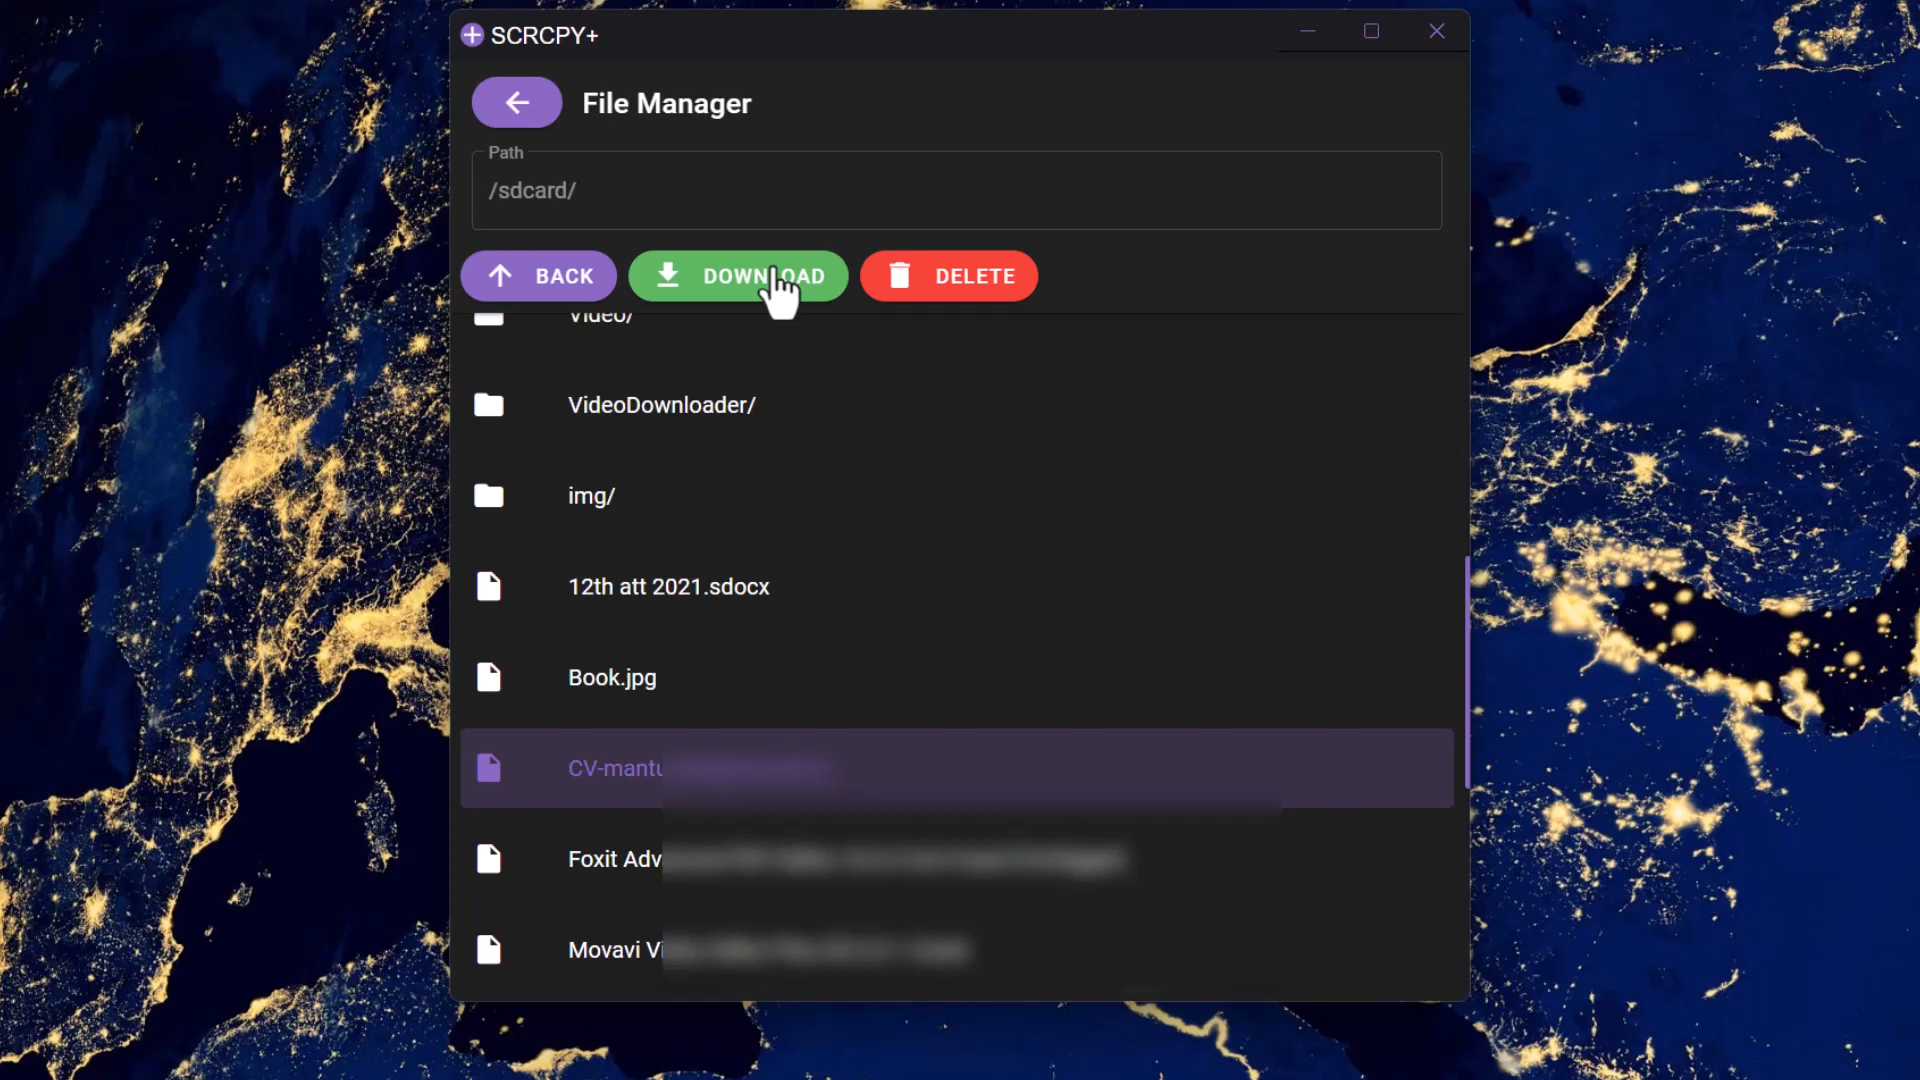 SCRCPY+
File Manager
Path
/sdcard/
BACK
DOWNLOAD
DELETE
Video/
VideoDownloader/
img/
12th att 2021.sdocx
Book.jpg
CV-mantu
Foxit Adv
Movavi Vi